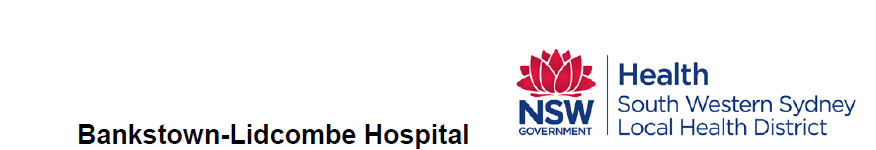 Bankstown-Lidcombe Hospital
NSW
GOVERNMENT
Health
South Western Sydney
Local Health District